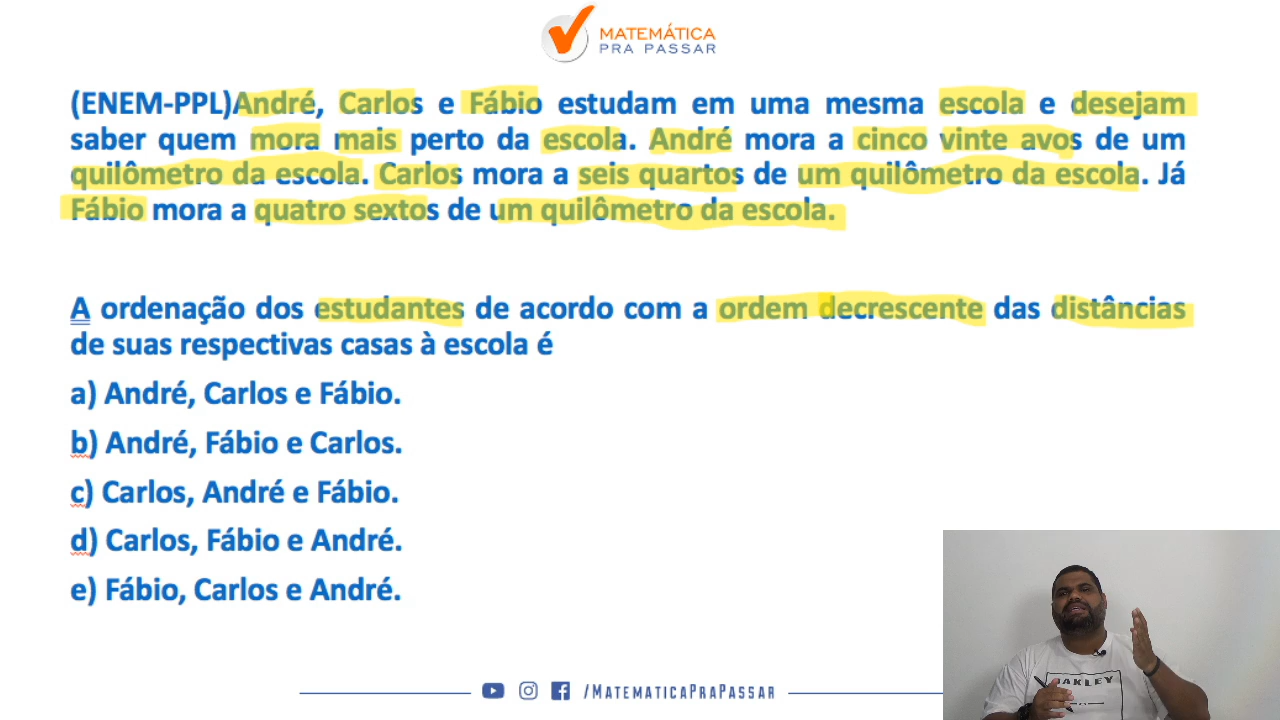 MATEMÁTICA
PRA PASSAR
(ENEM-PPL)André, Carlos e Fábio estudam em uma mesma escola e desejam
saber quem mora mais perto da escola. André mora a cinco vinte avos de um
quilômetro da escola. Carlos mora a seis quartos de um quilômetro da escola. Já
Fábio mora a quatro sextos de um quilômetro da escola.
A ordenação dos estudantes de acordo com a ordem decrescente das distâncias
de suas respectivas casas à escola é
a) André, Carlos e Fábio.
b) André, Fábio e Carlos.
c) Carlos, André e Fábio.
d) Carlos, Fábio e André.
e) Fábio, Carlos e André.
/MATEMATICAPRAPASSAR
OAKLEY